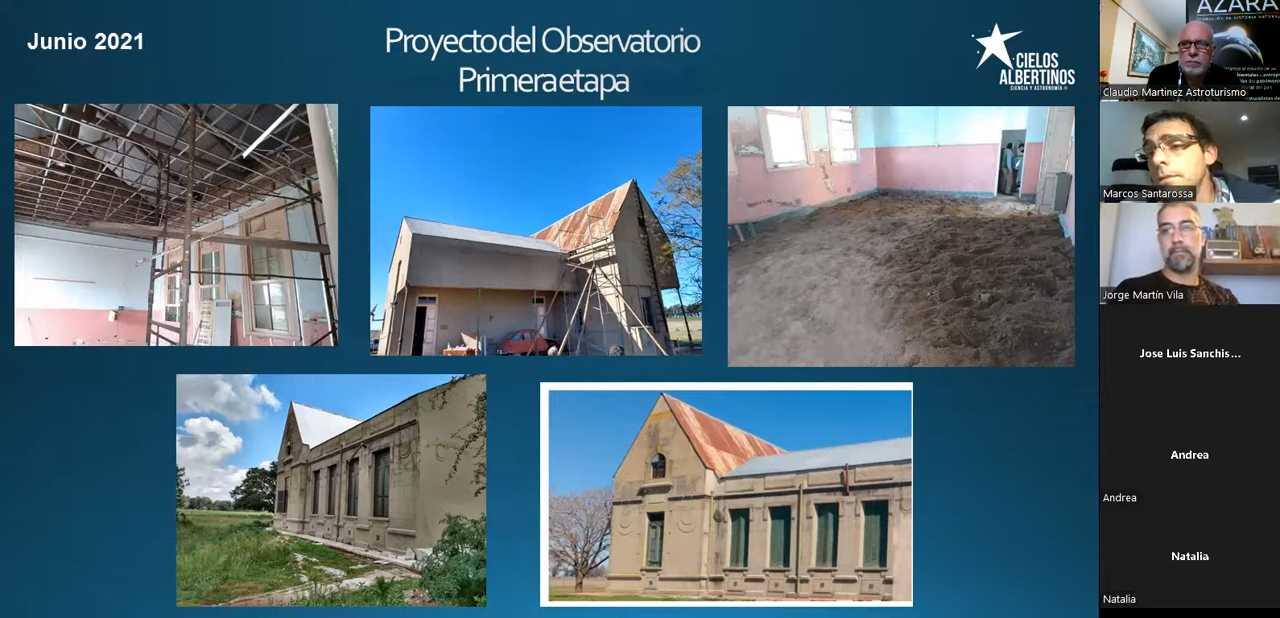 Junio 2021
Proyecto del Observatorio
Primera etapa
CIELOS
ALBERTINOS
CIENCIA Y ASTRONOMÍA
AZARA
Claudio Martinez Astroturismo
Marcos Santarossa
Jorge Martín Vila
Jose Luis Sanchis...
Andrea
Andrea
Natalia
Natalia